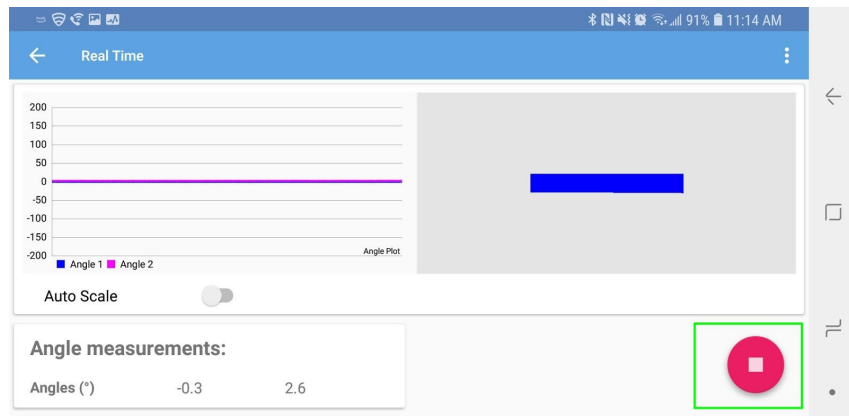 91% 11:14 AM
Real Time
200
150
100
50
0
-50
-100
-150
-200
Angle Plot
Angle 1 Angle 2
Auto Scale
Angle measurements:
Angles (°) -0.3 2.6